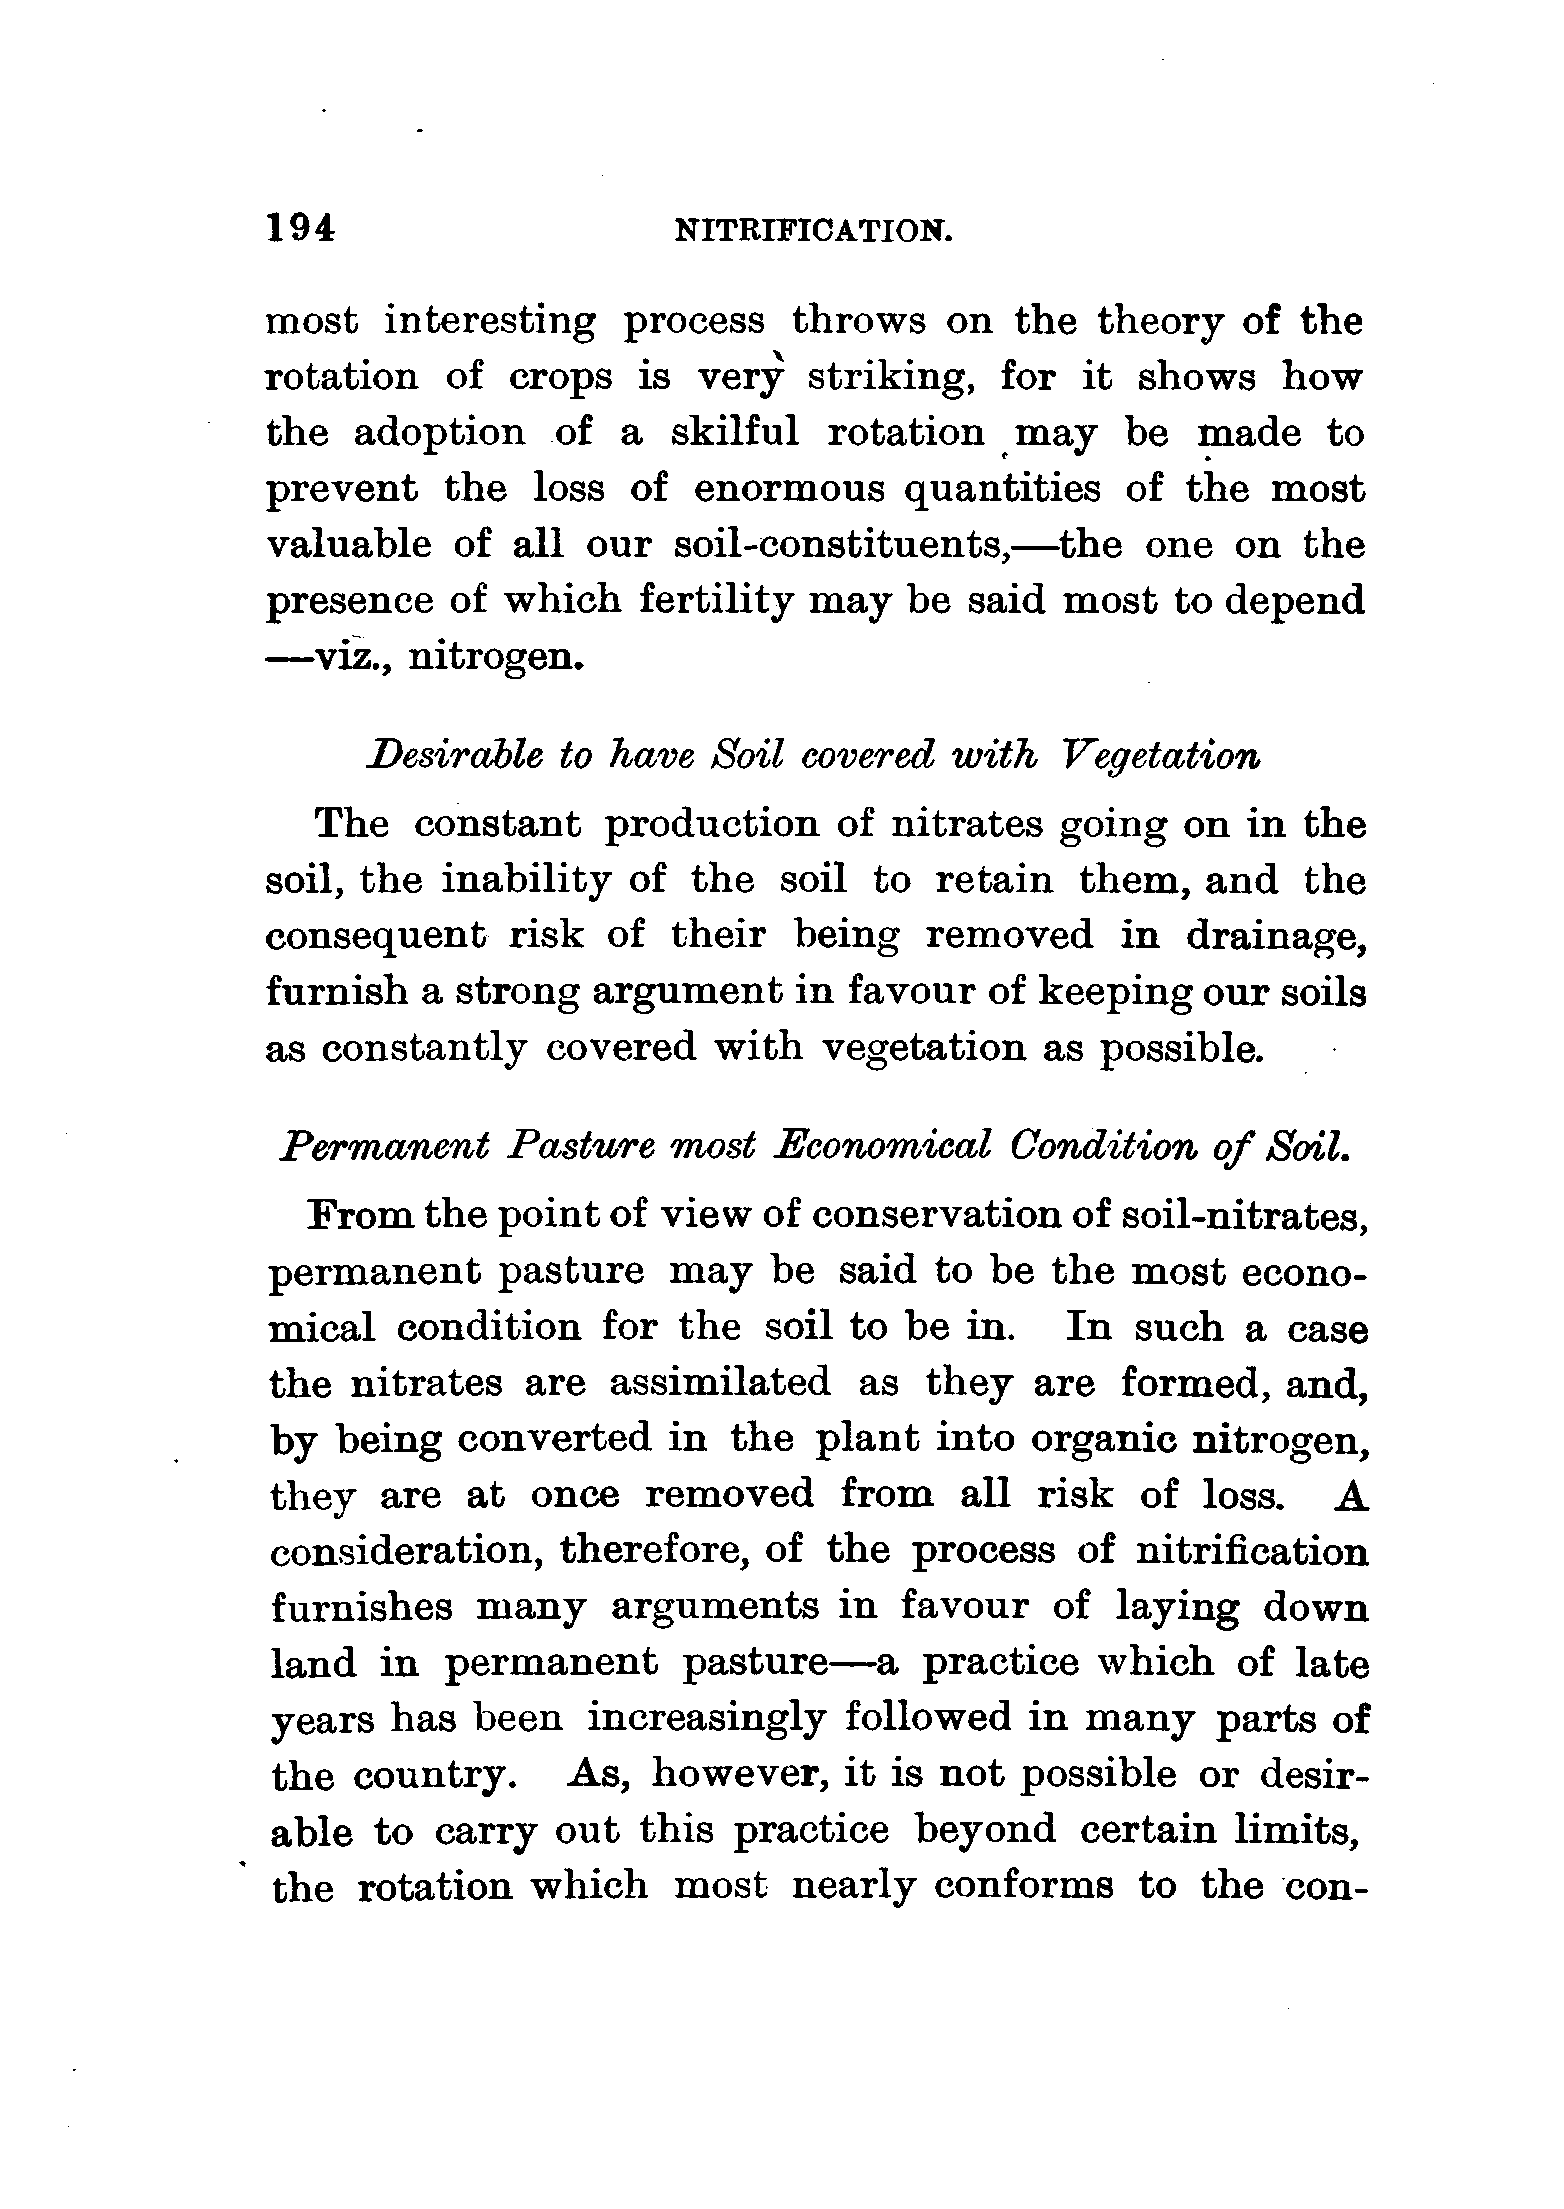 194 NITRIFICATION.
most interesting process throws on the theory of the
rotation of crops is very striking, for it shows how
the adoption of a skilful rotation may be made to
prevent the loss of enormous quantities of the most
valuable of all our soil-constituents,—the one on the
presence of which fertility may be said most to depend
—viz., nitrogen.
Desirable to have Soil covered with Vegetation
The constant production of nitrates going on in the
soil, the inability of the soil to retain them, and the
consequent risk of their being removed in drainage,
furnish a strong argument in favour of keeping our soils
as constantly covered with vegetation as possible.
Permanent Pasture most Economical Condition of Soil.
From the point of view of conservation of soil-nitrates,
permanent pasture may be said to be the most econo-
mical condition for the soil to be in. In such a case
the nitrates are assimilated as they are formed, and,
by being converted in the plant into organic nitrogen,
they are at once removed from all risk of loss. A
consideration, therefore, of the process of nitrification
furnishes many arguments in favour of laying down
land in permanent pasture—a practice which of late
years has been increasingly followed in many parts of
the country. As, however, it is not possible or desir-
able to carry out this practice beyond certain limits,
the rotation which most nearly conforms to the con-